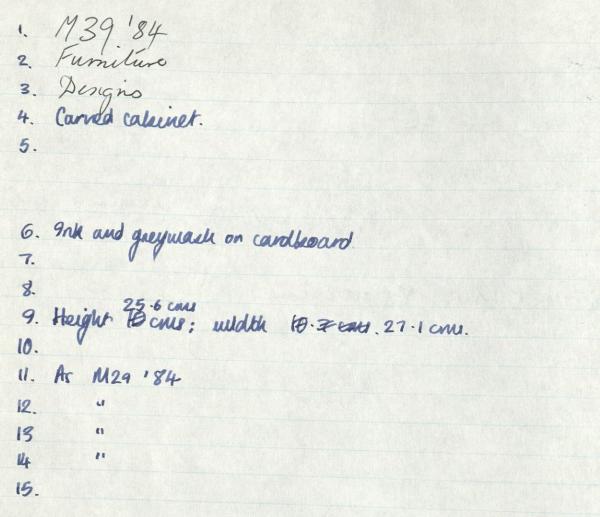 1. M39 '84
2. Furniture
3. Designs
4. Carved cabinet.
5.
6. Ink and greywash on cardboard
7.
8.
25.6 cms
9. Height cms; width 27.1 cms.
10.
11. As M29 '84
12. "
13 "
14 "
15.